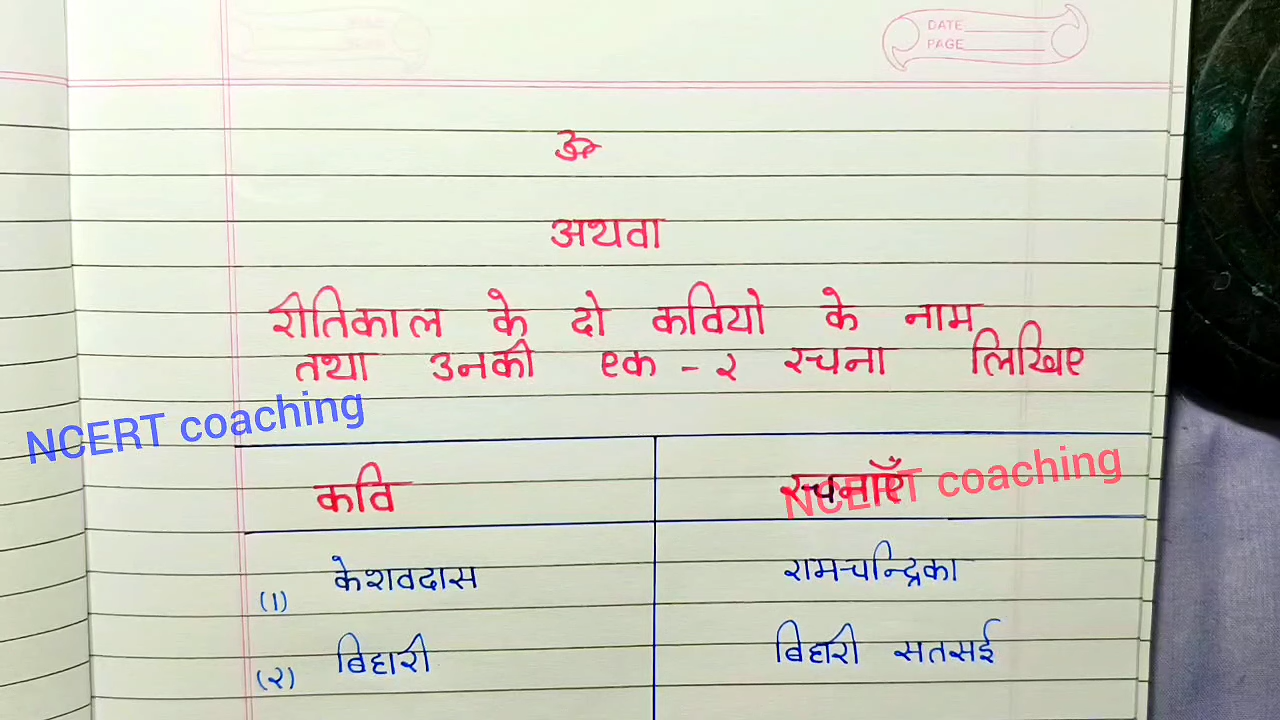 DATE
PAGE
ॐ
अथवा
रीतिकाल के दो कवियो के नाम
तथा उनकी एक - २ रचना लिखिए
NCERT coaching
कवि रचनाएँ
NCERT coaching
(1) केशवदास रामचन्द्रिका
(२) बिहारी बिहारी सतसई